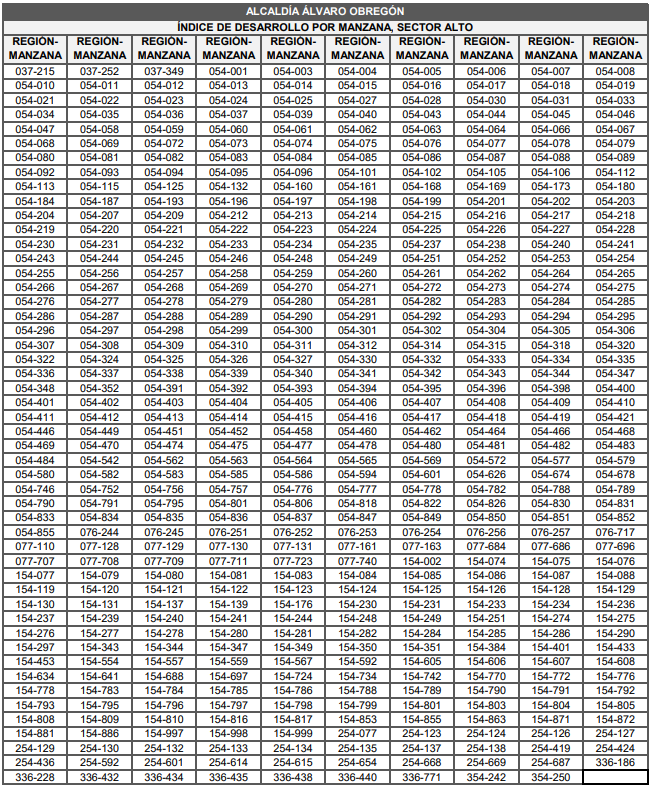 ALCALDÍA ÁLVARO OBREGÓN
ÍNDICE DE DESARROLLO POR MANZANA, SECTOR ALTO
REGIÓN- REGIÓN- REGIÓN- REGIÓN- REGIÓN- REGIÓN- REGIÓN- REGIÓN- REGIÓN- REGIÓN-
MANZANA MANZANA MANZANA MANZANA MANZANA MANZANA MANZANA MANZANA MANZANA MANZANA
037-215 037-252 037-349 054-001 054-003 054-004 054-005 054-006 054-007 054-008
054-010 054-011 054-012 054-013 054-014 054-015 054-016 054-017 054-018 054-019
054-021 054-022 054-023 054-024 054-025 054-027 054-028 054-030 054-031 054-033
054-034 054-035 054-036 054-037 054-039 054-040 054-043 054-044 054-045 054-046
054-047 054-058 054-059 054-060 054-061 054-062 054-063 054-064 054-066 054-067
054-068 054-069 054-072 054-073 054-074 054-075 054-076 054-077 054-078 054-079
054-080 054-081 054-082 054-083 054-084 054-085 054-086 054-087 054-088 054-089
054-092 054-093 054-094 054-095 054-096 054-101 054-102 054-105 054-106 054-112
054-113 054-115 054-125 054-132 054-160 054-161 054-168 054-169 054-173 054-180
054-184 054-187 054-193 054-196 054-197 054-198 054-199 054-201 054-202 054-203
054-204 054-207 054-209 054-212 054-213 054-214 054-215 054-216 054-217 054-218
054-219 054-220 054-221 054-222 054-223 054-224 054-225 054-226 054-227 054-228
054-230 054-231 054-232 054-233 054-234 054-235 054-237 054-238 054-240 054-241
054-243 054-244 054-245 054-246 054-248 054-249 054-251 054-252 054-253 054-254
054-255 054-256 054-257 054-258 054-259 054-260 054-261 054-262 054-264 054-265
054-266 054-267 054-268 054-269 054-270 054-271 054-272 054-273 054-274 054-275
054-276 054-277 054-278 054-279 054-280 054-281 054-282 054-283 054-284 054-285
054-286 054-287 054-288 054-289 054-290 054-291 054-292 054-293 054-294 054-295
054-296 054-297 054-298 054-299 054-300 054-301 054-302 054-304 054-305 054-306
054-307 054-308 054-309 054-310 054-311 054-312 054-314 054-315 054-318 054-320
054-322 054-324 054-325 054-326 054-327 054-330 054-332 054-333 054-334 054-335
054-336 054-337 054-338 054-339 054-340 054-341 054-342 054-343 054-344 054-347
054-348 054-352 054-391 054-392 054-393 054-394 054-395 054-396 054-398 054-400
054-401 054-402 054-403 054-404 054-405 054-406 054-407 054-408 054-409 054-410
054-411 054-412 054-413 054-414 054-415 054-416 054-417 054-418 054-419 054-421
054-446 054-449 054-451 054-452 054-458 054-460 054-462 054-464 054-466 054-468
054-469 054-470 054-474 054-475 054-477 054-478 054-480 054-481 054-482 054-483
054-484 054-542 054-562 054-563 054-564 054-565 054-569 054-572 054-577 054-579
054-580 054-582 054-583 054-585 054-586 054-594 054-601 054-626 054-674 054-678
054-746 054-752 054-756 054-757 054-776 054-777 054-778 054-782 054-788 054-789
054-790 054-791 054-795 054-801 054-806 054-818 054-822 054-826 054-830 054-831
054-833 054-834 054-835 054-836 054-837 054-847 054-849 054-850 054-851 054-852
054-855 076-244 076-245 076-251 076-252 076-253 076-254 076-256 076-257 076-717
077-110 077-128 077-129 077-130 077-131 077-161 077-163 077-684 077-686 077-696
077-707 077-708 077-709 077-711 077-723 077-740 154-002 154-074 154-075 154-076
154-077 154-079 154-080 154-081 154-083 154-084 154-085 154-086 154-087 154-088
154-119 154-120 154-121 154-122 154-123 154-124 154-125 154-126 154-128 154-129
154-130 154-131 154-137 154-139 154-176 154-230 154-231 154-233 154-234 154-236
154-237 154-239 154-240 154-241 154-244 154-248 154-249 154-251 154-274 154-275
154-276 154-277 154-278 154-280 154-281 154-282 154-284 154-285 154-286 154-290
154-297 154-343 154-344 154-347 154-349 154-350 154-351 154-384 154-401 154-433
154-453 154-554 154-557 154-559 154-567 154-592 154-605 154-606 154-607 154-608
154-634 154-641 154-688 154-697 154-724 154-734 154-742 154-770 154-772 154-776
154-778 154-783 154-784 154-785 154-786 154-788 154-789 154-790 154-791 154-792
154-793 154-795 154-796 154-797 154-798 154-799 154-801 154-803 154-804 154-805
154-808 154-809 154-810 154-816 154-817 154-853 154-855 154-863 154-871 154-872
154-881 154-886 154-997 154-998 154-999 254-077 254-123 254-124 254-126 254-127
254-129 254-130 254-132 254-133 254-134 254-135 254-137 254-138 254-419 254-424
254-436 254-592 254-601 254-614 254-615 254-654 254-668 254-669 254-687 336-186
336-228 336-432 336-434 336-435 336-438 336-440 336-771 354-242 354-250